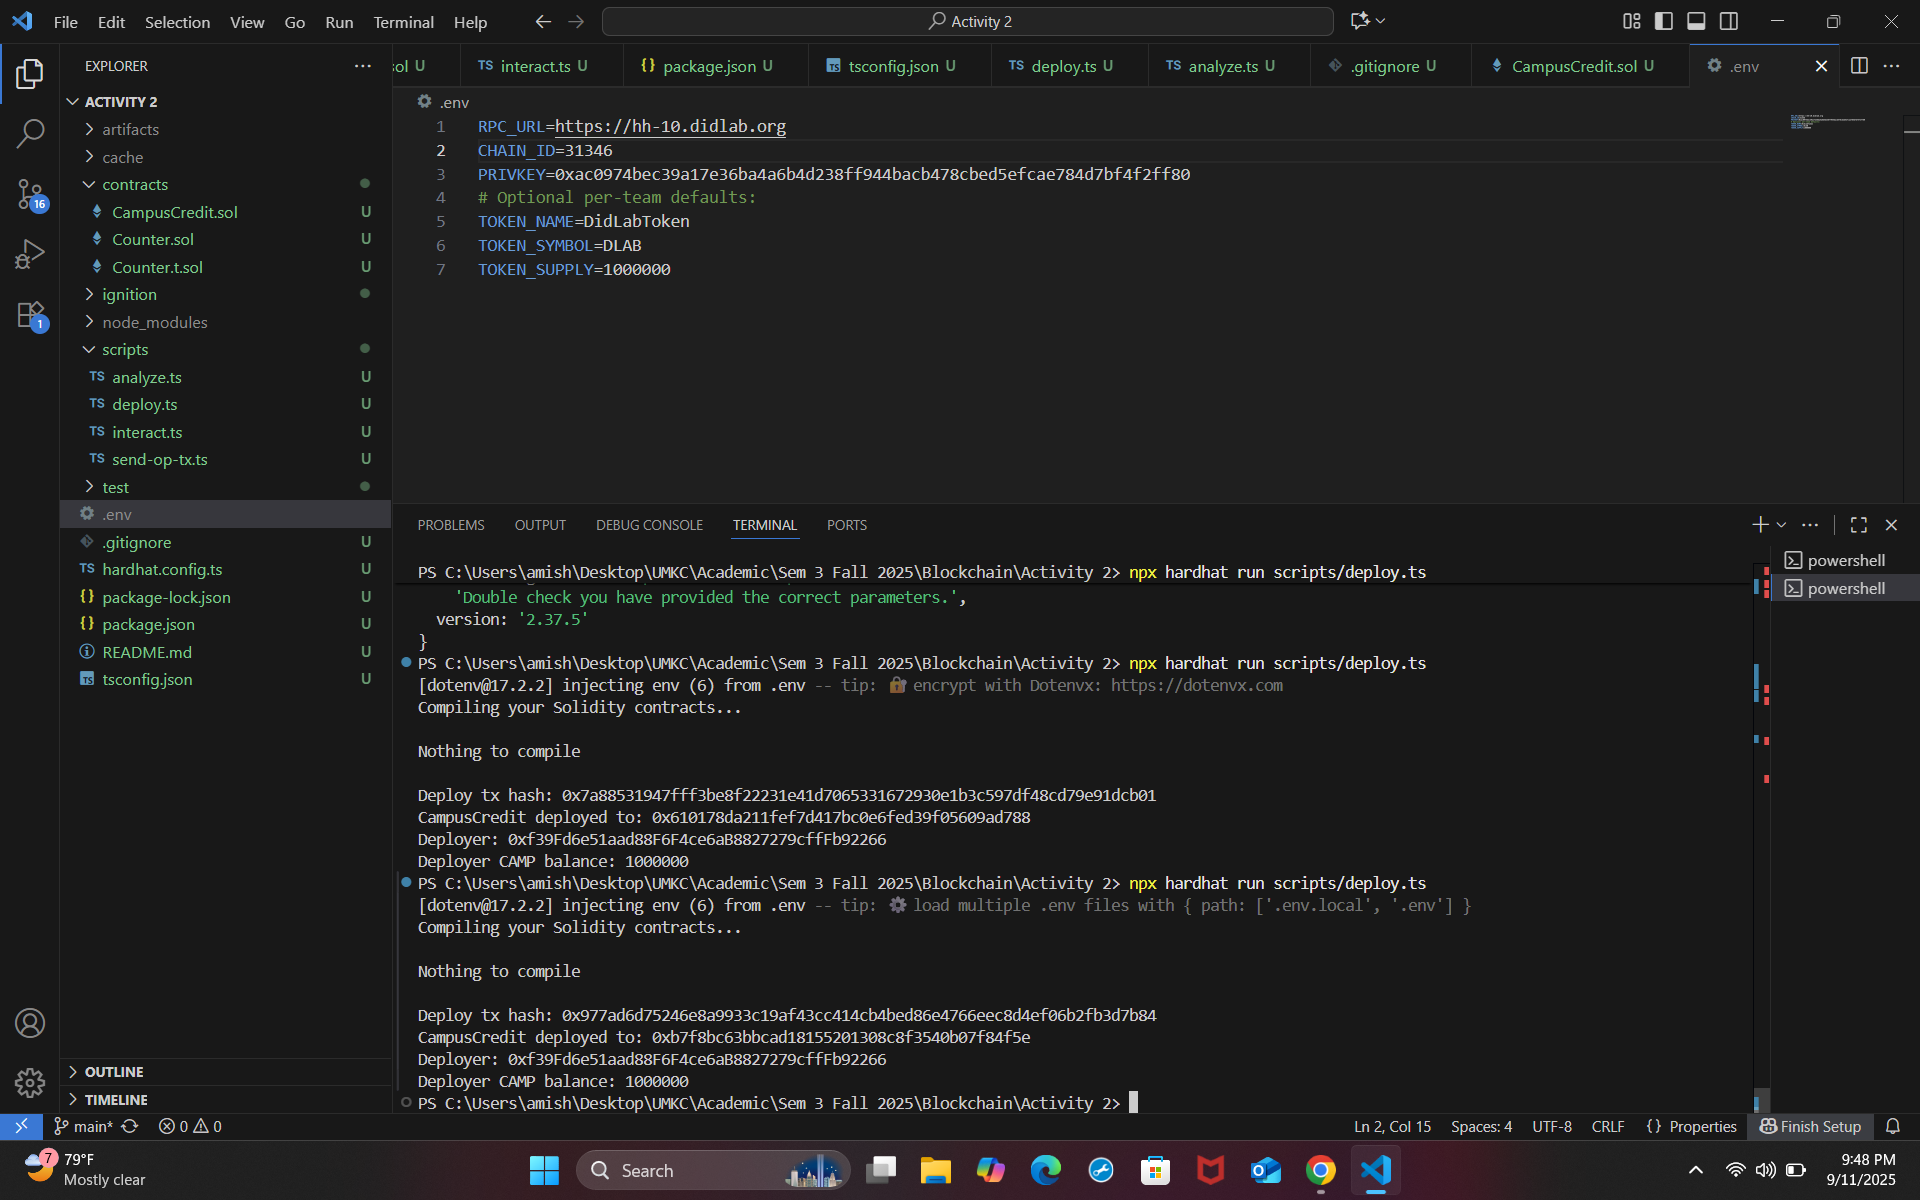 File Edit Selection View Go Run Terminal Help
Activity 2
EXPLORER
sol U
TS interact.ts U
{} package.json U
TS tsconfig.json U
TS deploy.ts U
TS analyze.ts U
.gitignore U
CampusCredit.sol U
.env
ACTIVITY 2
artifacts
cache
contracts
CampusCredit.sol U
Counter.sol U
Counter.t.sol U
ignition
node_modules
scripts
TS analyze.ts U
TS deploy.ts U
TS interact.ts U
TS send-op-tx.ts U
test
.env
.gitignore U
TS hardhat.config.ts U
{} package-lock.json U
{} package.json U
README.md U
TS tsconfig.json U
OUTLINE
TIMELINE
16
1
.env
1 RPC_URL=https://hh-10.didlab.org
2 CHAIN_ID=31346
3 PRIVKEY=0xac0974bec39a17e36ba4a6b4d238ff944bacb478cbed5efcae784d7bf4f2ff80
4 # Optional per-team defaults:
5 TOKEN_NAME=DidLabToken
6 TOKEN_SYMBOL=DLAB
7 TOKEN_SUPPLY=1000000
PROBLEMS OUTPUT DEBUG CONSOLE TERMINAL PORTS
powershell
powershell
PS C:\Users\amish\Desktop\UMKC\Academic\Sem 3 Fall 2025\Blockchain\Activity 2> npx hardhat run scripts/deploy.ts
'Double check you have provided the correct parameters.',
version: '2.37.5'
}
PS C:\Users\amish\Desktop\UMKC\Academic\Sem 3 Fall 2025\Blockchain\Activity 2> npx hardhat run scripts/deploy.ts
[dotenv@17.2.2] injecting env (6) from .env -- tip: 🔐 encrypt with Dotenvx: https://dotenvx.com
Compiling your Solidity contracts...
Nothing to compile
Deploy tx hash: 0x7a88531947fff3be8f22231e41d7065331672930e1b3c597df48cd79e91dcb01
CampusCredit deployed to: 0x610178da211fef7d417bc0e6fed39f05609ad788
Deployer: 0xf39Fd6e51aad88F6F4ce6aB8827279cffFb92266
Deployer CAMP balance: 1000000
PS C:\Users\amish\Desktop\UMKC\Academic\Sem 3 Fall 2025\Blockchain\Activity 2> npx hardhat run scripts/deploy.ts
[dotenv@17.2.2] injecting env (6) from .env -- tip: ⚙️ load multiple .env files with { path: ['.env.local', '.env'] }
Compiling your Solidity contracts...
Nothing to compile
Deploy tx hash: 0x977ad6d75246e8a9933c19af43cc414cb4bed86e4766eec8d4ef06b2fb3d7b84
CampusCredit deployed to: 0xb7f8bc63bbcad18155201308c8f3540b07f84f5e
Deployer: 0xf39Fd6e51aad88F6F4ce6aB8827279cffFb92266
Deployer CAMP balance: 1000000
PS C:\Users\amish\Desktop\UMKC\Academic\Sem 3 Fall 2025\Blockchain\Activity 2>
main* 0 0
Ln 2, Col 15 Spaces: 4 UTF-8 CRLF {} Properties Finish Setup
7
79°F
Mostly clear
Search
9:48 PM
9/11/2025